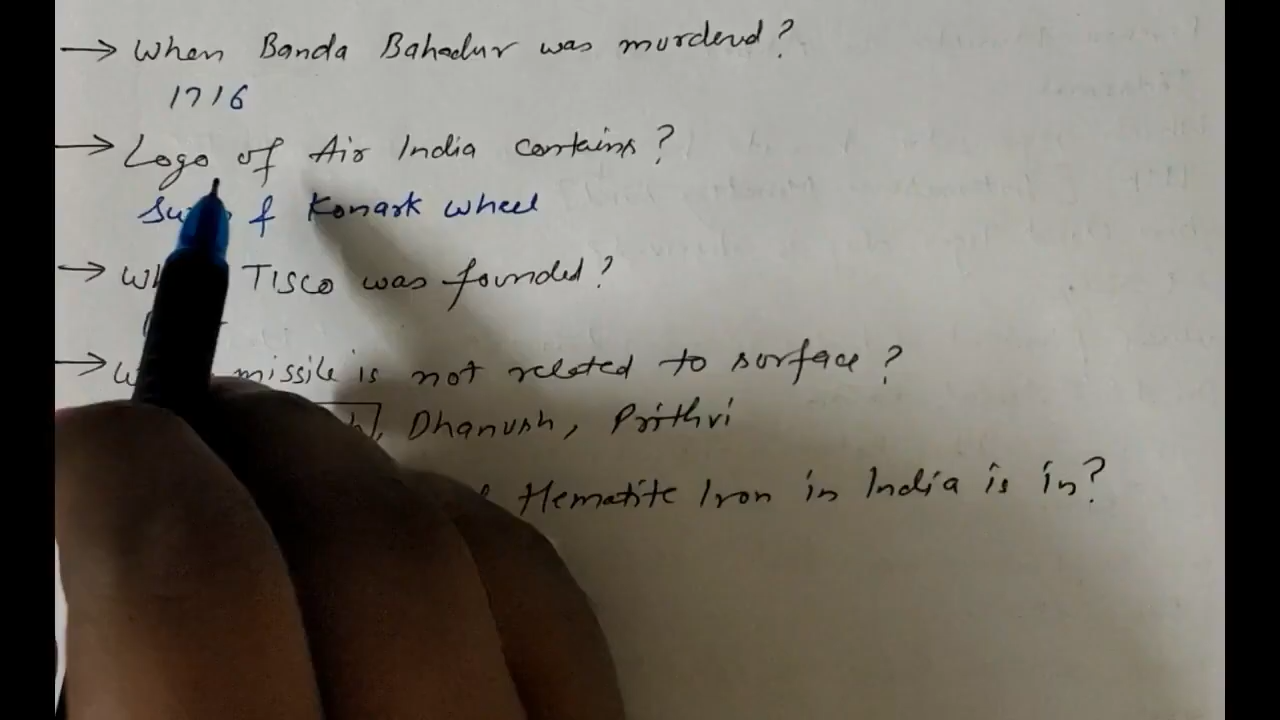 → When Banda Bahadur was murdered?
1716
→ Logo of Air India contains?
& Konark wheel
→ TISCO was founded?
→ missile is not related to surface?
, Dhanush, Prithvi
Hematite Iron in India is in?